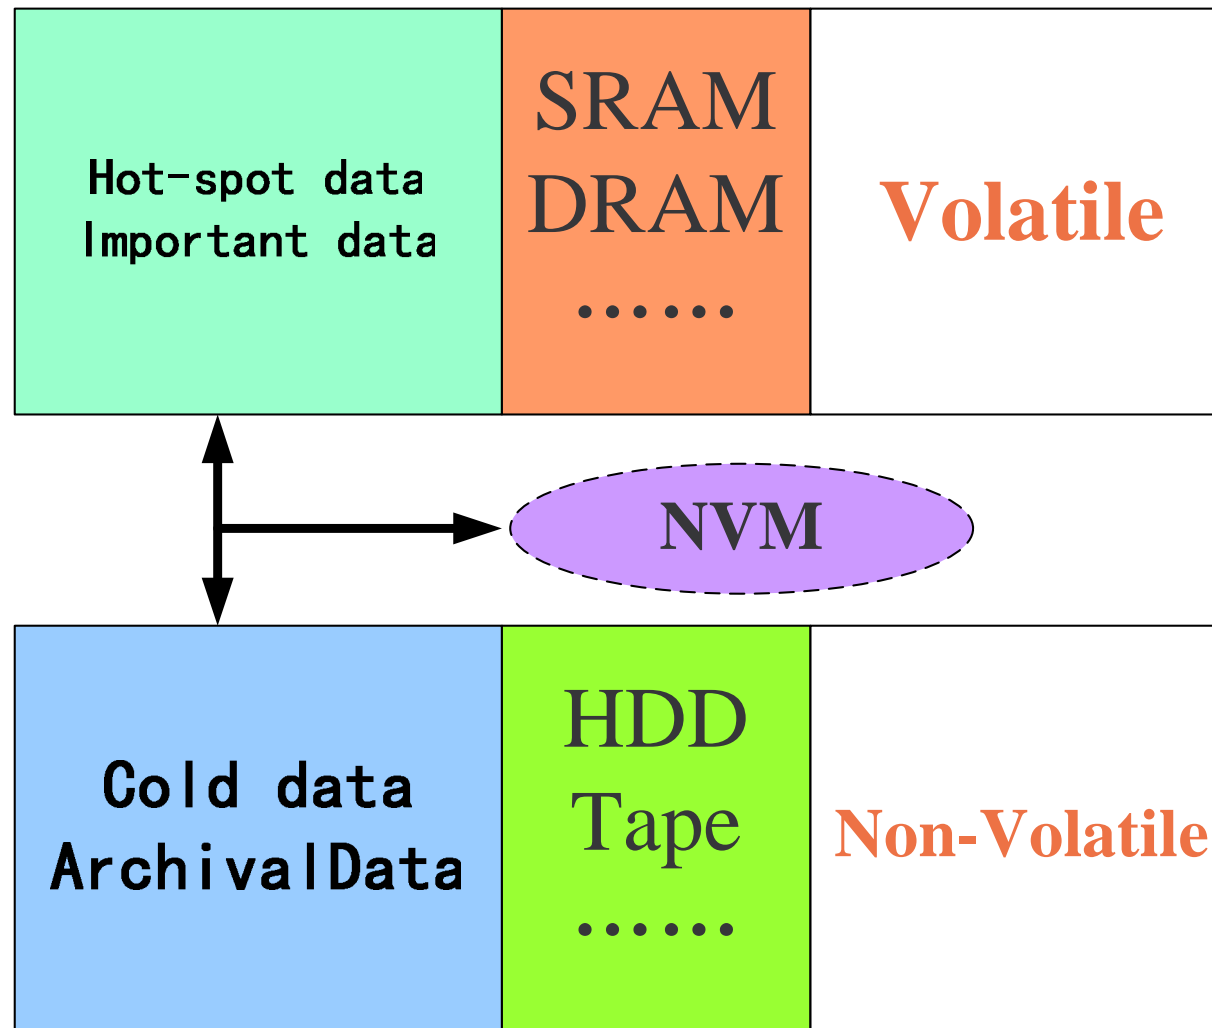 Hot-spot data
Important data
SRAM
DRAM
......
Volatile
NVM
Cold data
ArchivalData
HDD
Tape
......
Non-Volatile